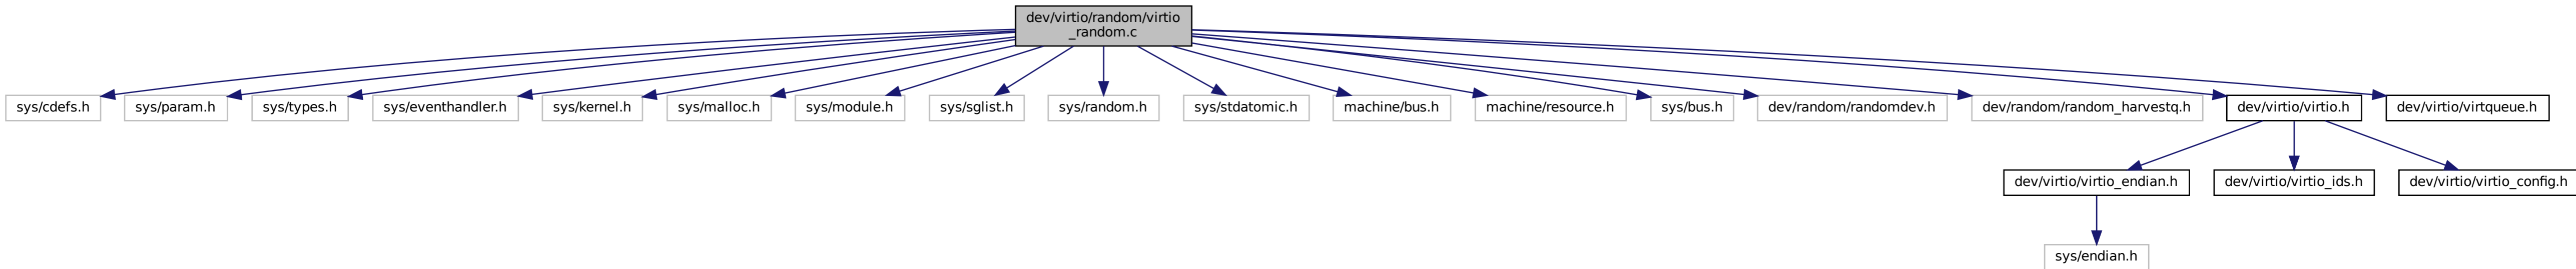 dev/virtio/random/virtio
_random.c
sys/cdefs.h
sys/param.h
sys/types.h
sys/eventhandler.h
sys/kernel.h
sys/malloc.h
sys/module.h
sys/sglist.h
sys/random.h
sys/stdatomic.h
machine/bus.h
machine/resource.h
sys/bus.h
dev/random/randomdev.h
dev/random/random_harvestq.h
dev/virtio/virtio.h
dev/virtio/virtqueue.h
dev/virtio/virtio_endian.h
dev/virtio/virtio_ids.h
dev/virtio/virtio_config.h
sys/endian.h